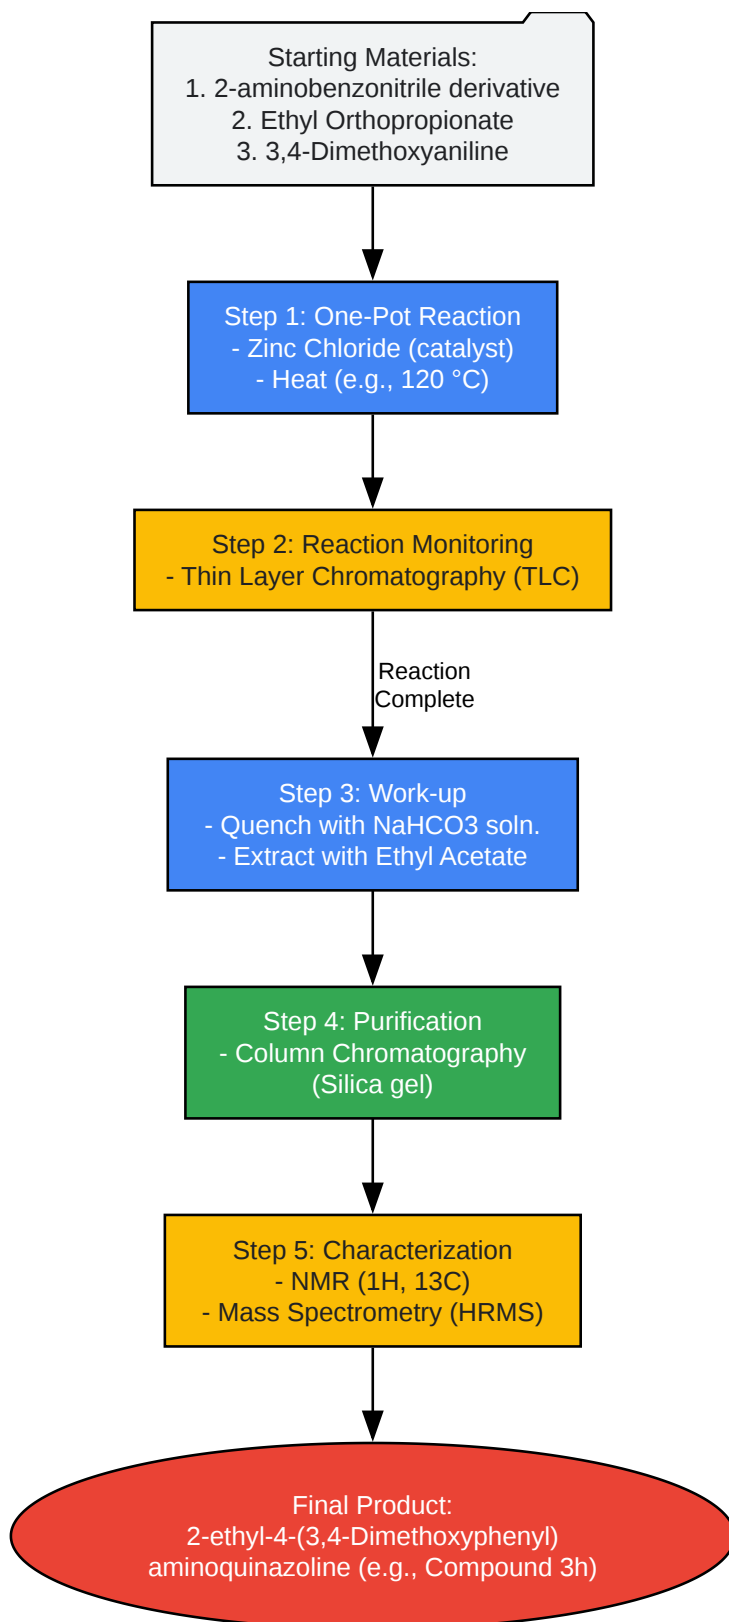 Starting Materials:
1. 2-aminobenzonitrile derivative
2. Ethyl Orthopropionate
3. 3,4-Dimethoxyaniline
Step 1: One-Pot Reaction
- Zinc Chloride (catalyst)
- Heat (e.g., 120 °C)
Step 2: Reaction Monitoring
- Thin Layer Chromatography (TLC)
Reaction
Complete
Step 3: Work-up
- Quench with NaHCO3 soln.
- Extract with Ethyl Acetate
Step 4: Purification
- Column Chromatography
(Silica gel)
Step 5: Characterization
- NMR (1H, 13C)
- Mass Spectrometry (HRMS)
Final Product:
2-ethyl-4-(3,4-Dimethoxyphenyl)
aminoquinazoline (e.g., Compound 3h)